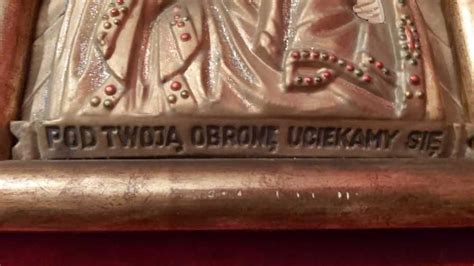 POD TWOJĄ OBRONĘ UCIEKAMY SIĘ